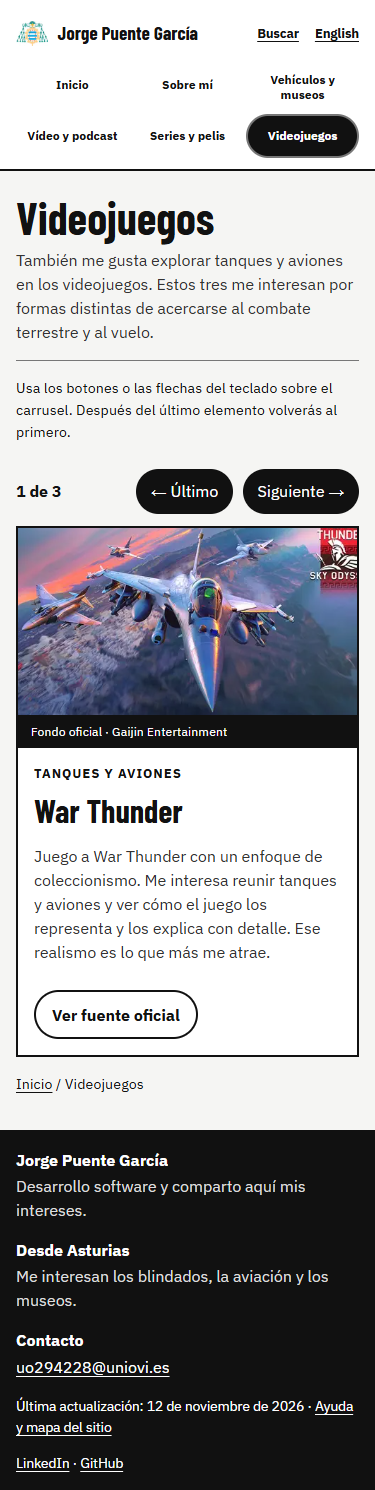 Jorge Puente García
Buscar
English
Inicio
Sobre mí
Vehículos y
museos
Vídeo y podcast
Series y pelis
Videojuegos
Videojuegos
También me gusta explorar tanques y aviones
en los videojuegos. Estos tres me interesan por
formas distintas de acercarse al combate
terrestre y al vuelo.
Usa los botones o las flechas del teclado sobre el
carrusel. Después del último elemento volverás al
primero.
1 de 3
← Último
Siguiente →
THUNDE
SKY ODYS
Fondo oficial · Gaijin Entertainment
TANQUES Y AVIONES
War Thunder
Juego a War Thunder con un enfoque de
coleccionismo. Me interesa reunir tanques
y aviones y ver cómo el juego los
representa y los explica con detalle. Ese
realismo es lo que más me atrae.
Ver fuente oficial
Inicio / Videojuegos
Jorge Puente García
Desarrollo software y comparto aquí mis
intereses.
Desde Asturias
Me interesan los blindados, la aviación y los
museos.
Contacto
uo294228@uniovi.es
Última actualización: 12 de noviembre de 2026 · Ayuda
y mapa del sitio
LinkedIn · GitHub